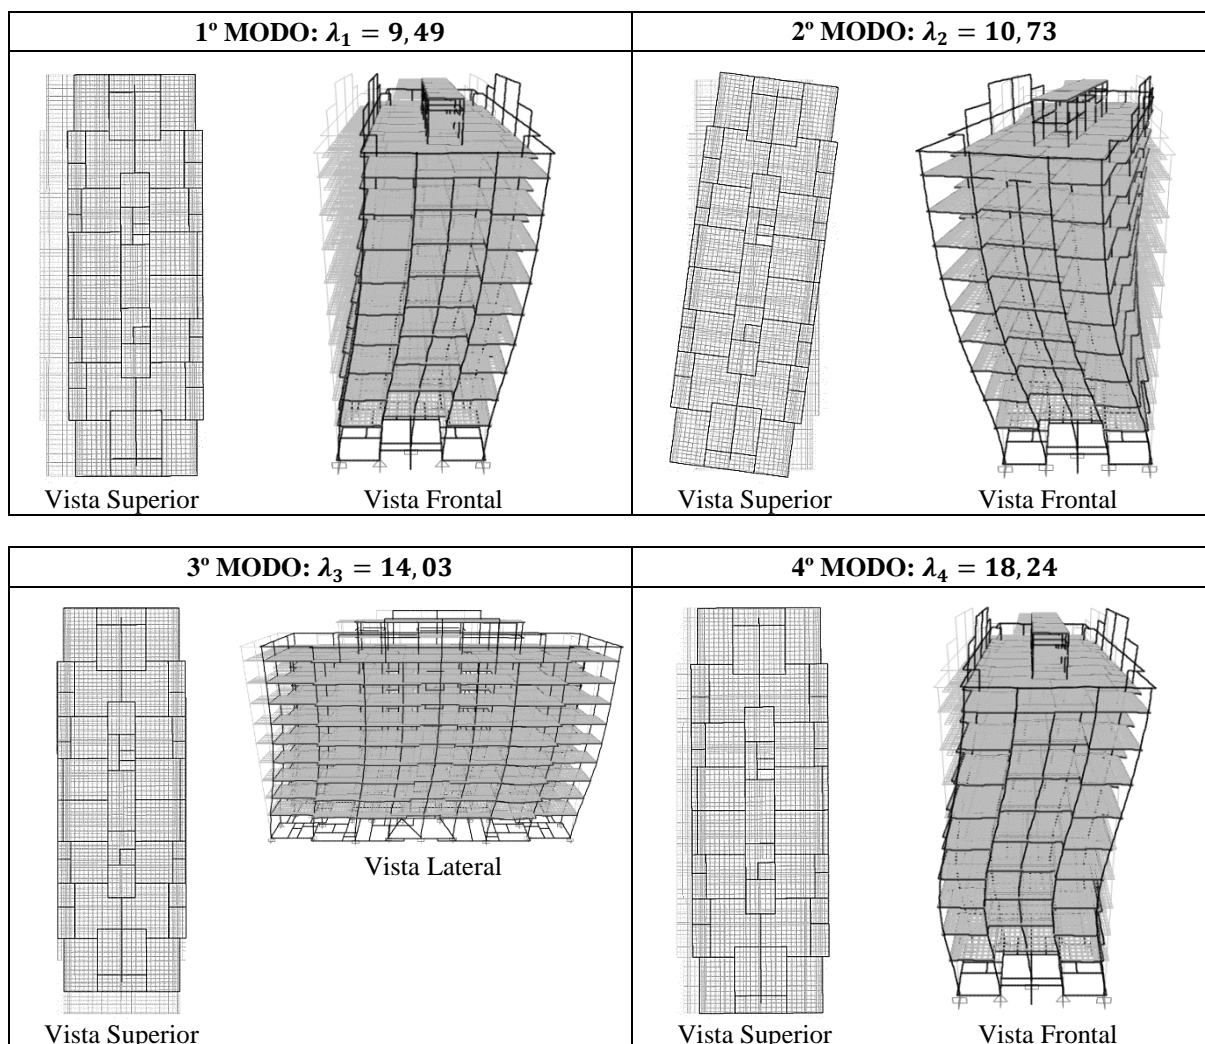 1º MODO: λ₁ = 9,49
2º MODO: λ₂ = 10,73
Vista Superior
Vista Frontal
Vista Superior
Vista Frontal
3º MODO: λ₃ = 14,03
4º MODO: λ₄ = 18,24
Vista Lateral
Vista Superior
Vista Superior
Vista Frontal